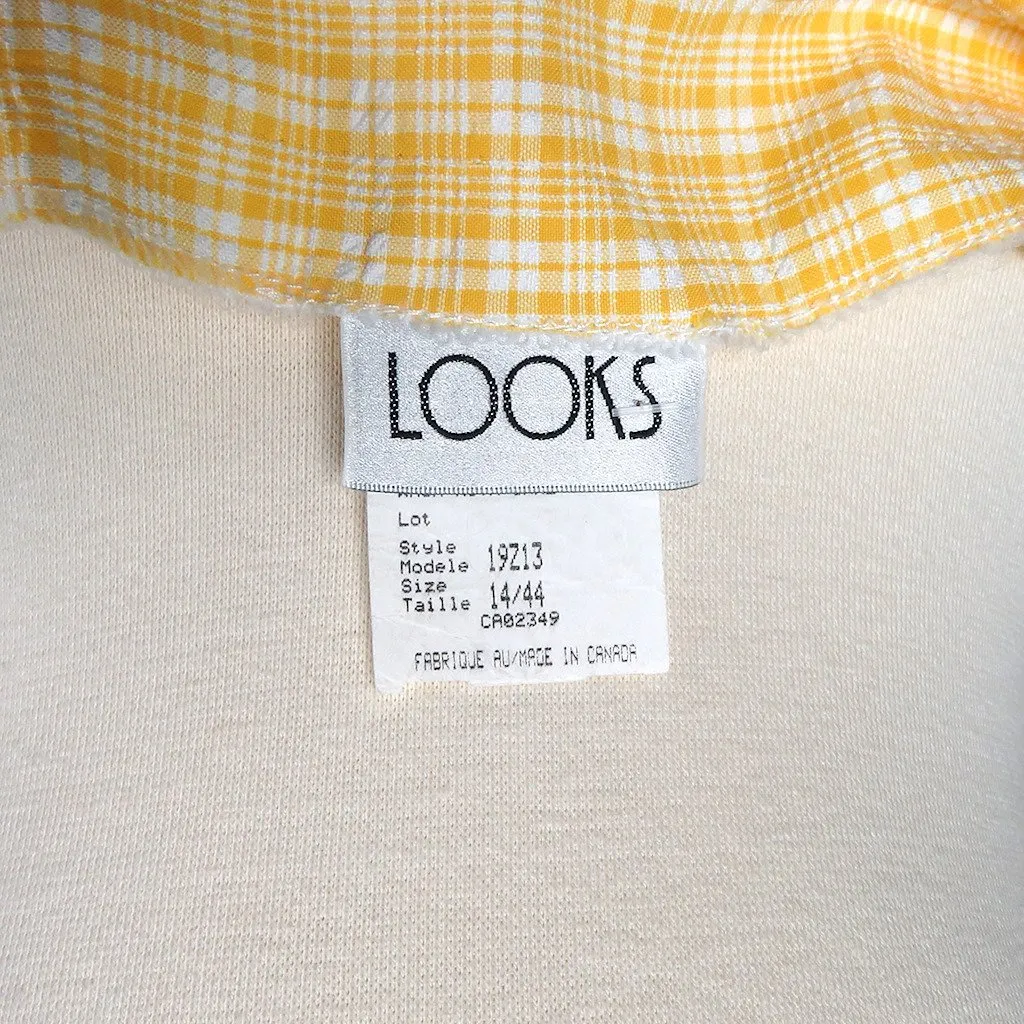 LOOKS
Lot
Style
Modele 19Z13
Size
Taille 14/44
CA02349
FABRIQUE AU/MADE IN CANADA